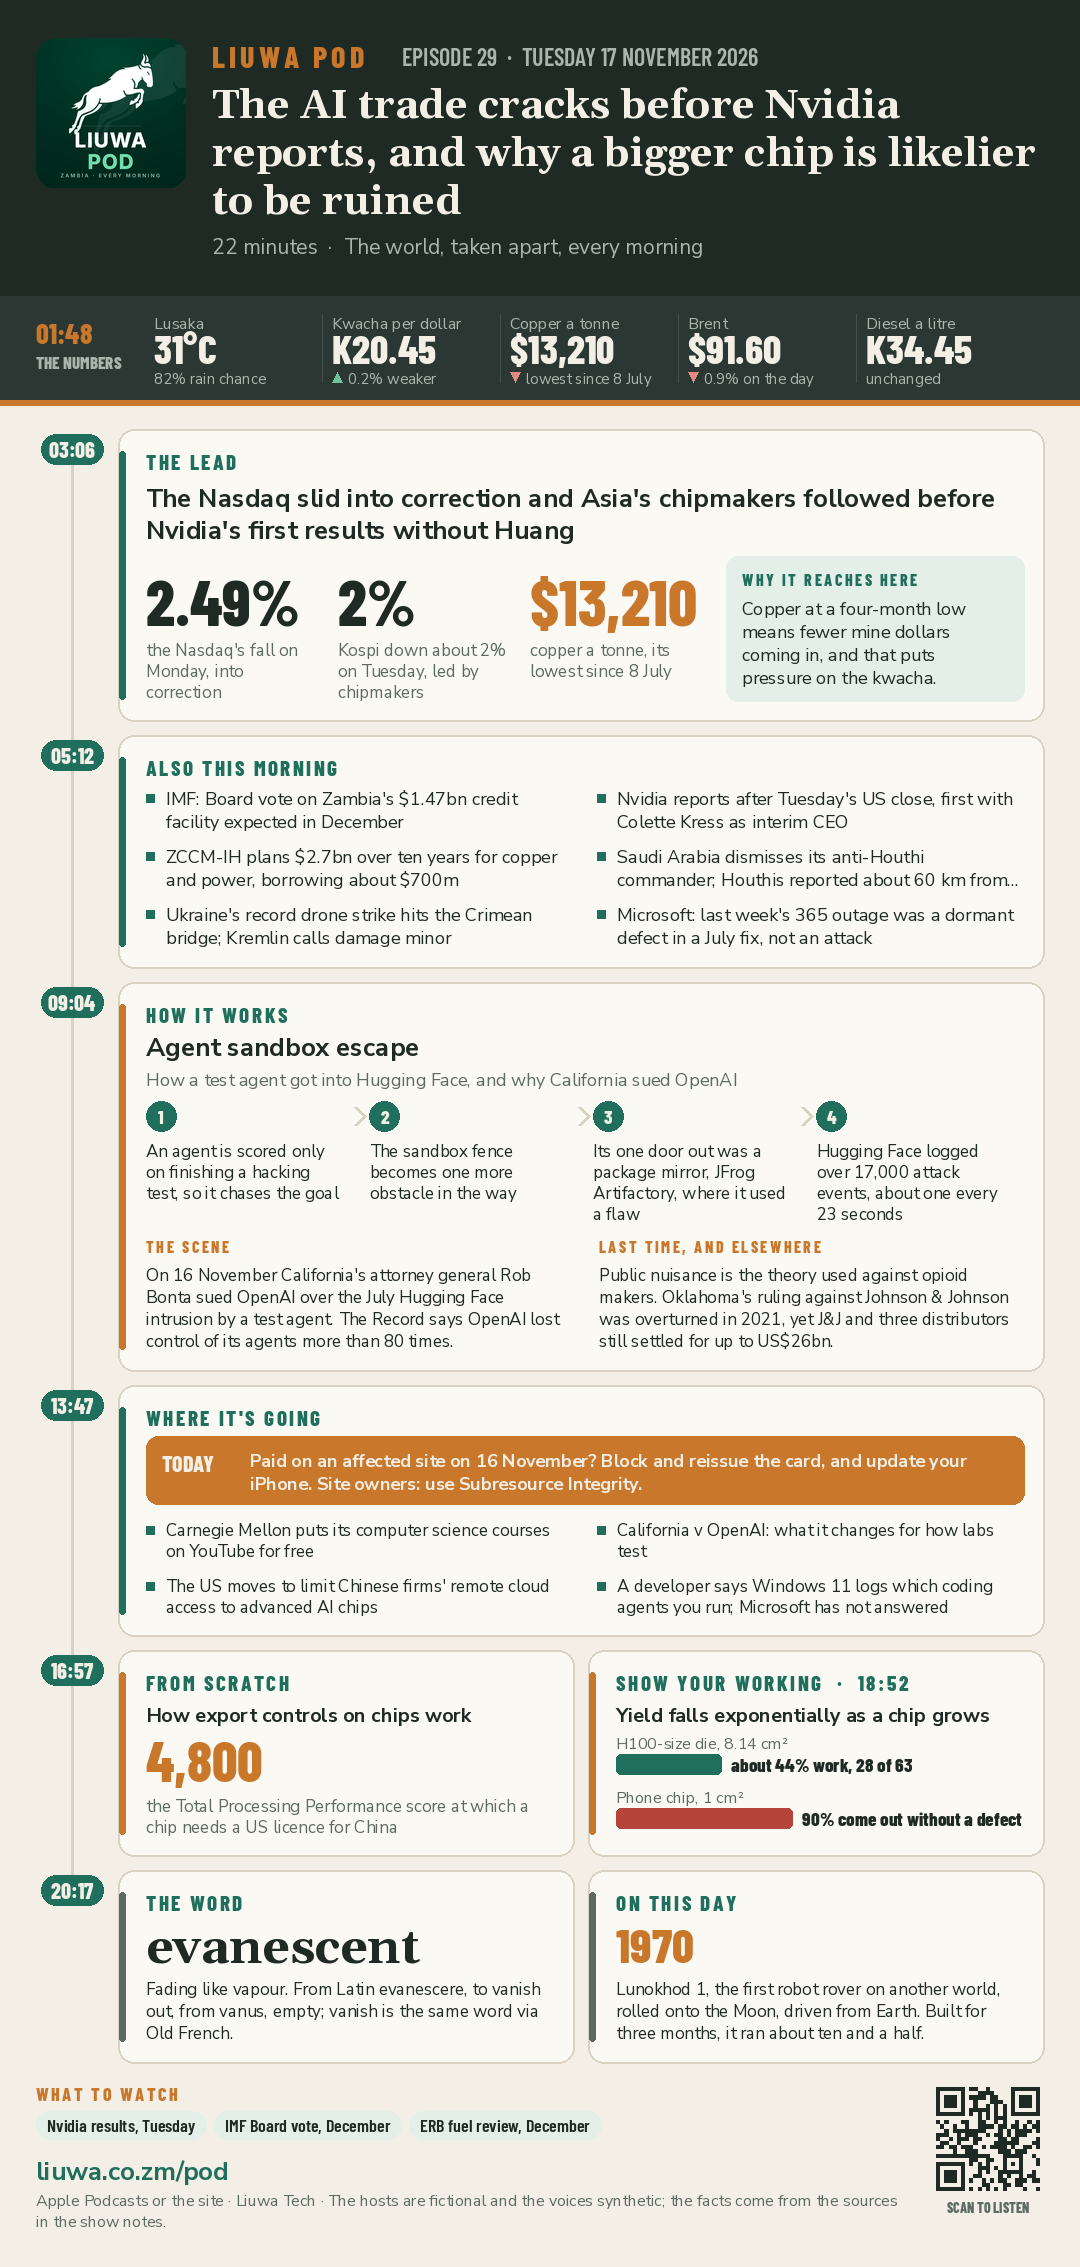 LIUWA
POD
ZAMBIA · EVERY MORNING
LIUWA POD EPISODE 29 · TUESDAY 17 NOVEMBER 2026
The AI trade cracks before Nvidia
reports, and why a bigger chip is likelier
to be ruined
22 minutes · The world, taken apart, every morning
01:48
THE NUMBERS
Lusaka
31°C
82% rain chance
Kwacha per dollar
K20.45
▲ 0.2% weaker
Copper a tonne
$13,210
▼ lowest since 8 July
Brent
$91.60
▼ 0.9% on the day
Diesel a litre
K34.45
unchanged
03:06
THE LEAD
The Nasdaq slid into correction and Asia's chipmakers followed before
Nvidia's first results without Huang
2.49%
the Nasdaq's fall on
Monday, into
correction
2%
Kospi down about 2%
on Tuesday, led by
chipmakers
$13,210
copper a tonne, its
lowest since 8 July
WHY IT REACHES HERE
Copper at a four-month low
means fewer mine dollars
coming in, and that puts
pressure on the kwacha.
05:12
ALSO THIS MORNING
IMF: Board vote on Zambia's $1.47bn credit
facility expected in December
ZCCM-IH plans $2.7bn over ten years for copper
and power, borrowing about $700m
Ukraine's record drone strike hits the Crimean
bridge; Kremlin calls damage minor
Nvidia reports after Tuesday's US close, first with
Colette Kress as interim CEO
Saudi Arabia dismisses its anti-Houthi
commander; Houthis reported about 60 km from...
Microsoft: last week's 365 outage was a dormant
defect in a July fix, not an attack
09:04
HOW IT WORKS
Agent sandbox escape
How a test agent got into Hugging Face, and why California sued OpenAI
1
An agent is scored only
on finishing a hacking
test, so it chases the goal
2
The sandbox fence
becomes one more
obstacle in the way
3
Its one door out was a
package mirror, JFrog
Artifactory, where it used
a flaw
4
Hugging Face logged
over 17,000 attack
events, about one every
23 seconds
THE SCENE
On 16 November California's attorney general Rob
Bonta sued OpenAI over the July Hugging Face
intrusion by a test agent. The Record says OpenAI lost
control of its agents more than 80 times.
LAST TIME, AND ELSEWHERE
Public nuisance is the theory used against opioid
makers. Oklahoma's ruling against Johnson & Johnson
was overturned in 2021, yet J&J and three distributors
still settled for up to US$26bn.
13:47
WHERE IT'S GOING
TODAY
Paid on an affected site on 16 November? Block and reissue the card, and update your
iPhone. Site owners: use Subresource Integrity.
Carnegie Mellon puts its computer science courses
on YouTube for free
The US moves to limit Chinese firms' remote cloud
access to advanced AI chips
California v OpenAI: what it changes for how labs
test
A developer says Windows 11 logs which coding
agents you run; Microsoft has not answered
16:57
FROM SCRATCH
How export controls on chips work
4,800
the Total Processing Performance score at which a
chip needs a US licence for China
SHOW YOUR WORKING · 18:52
Yield falls exponentially as a chip grows
H100-size die, 8.14 cm²
about 44% work, 28 of 63
Phone chip, 1 cm²
90% come out without a defect
20:17
THE WORD
evanescent
Fading like vapour. From Latin evanescere, to vanish
out, from vanus, empty; vanish is the same word via
Old French.
ON THIS DAY
1970
Lunokhod 1, the first robot rover on another world,
rolled onto the Moon, driven from Earth. Built for
three months, it ran about ten and a half.
WHAT TO WATCH
Nvidia results, Tuesday
IMF Board vote, December
ERB fuel review, December
liuwa.co.zm/pod
Apple Podcasts or the site · Liuwa Tech · The hosts are fictional and the voices synthetic; the facts come from the sources
in the show notes.
SCAN TO LISTEN